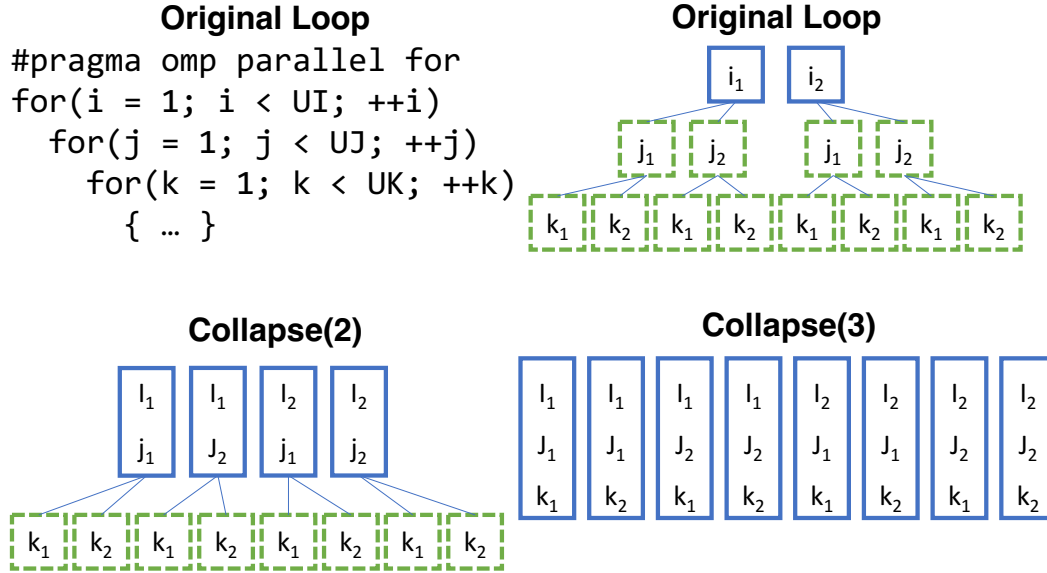 Original Loop
#pragma omp parallel for
for(i = 1; i < UI; ++i)
for(j = 1; j < UJ; ++j)
for(k = 1; k < UK; ++k)
{ … }
Original Loop
i₁ i₂
j₁ j₂ j₁ j₂
k₁ k₂ k₁ k₂ k₁ k₂ k₁ k₂
Collapse(2)
I₁ I₁ I₂ I₂
j₁ J₂ j₁ j₂
k₁ k₂ k₁ k₂ k₁ k₂ k₁ k₂
Collapse(3)
I₁ I₁ I₁ I₁ I₂ I₂ I₂ I₂
J₁ J₁ J₂ J₂ J₁ J₁ J₂ J₂
k₁ k₂ k₁ k₂ k₁ k₂ k₁ k₂